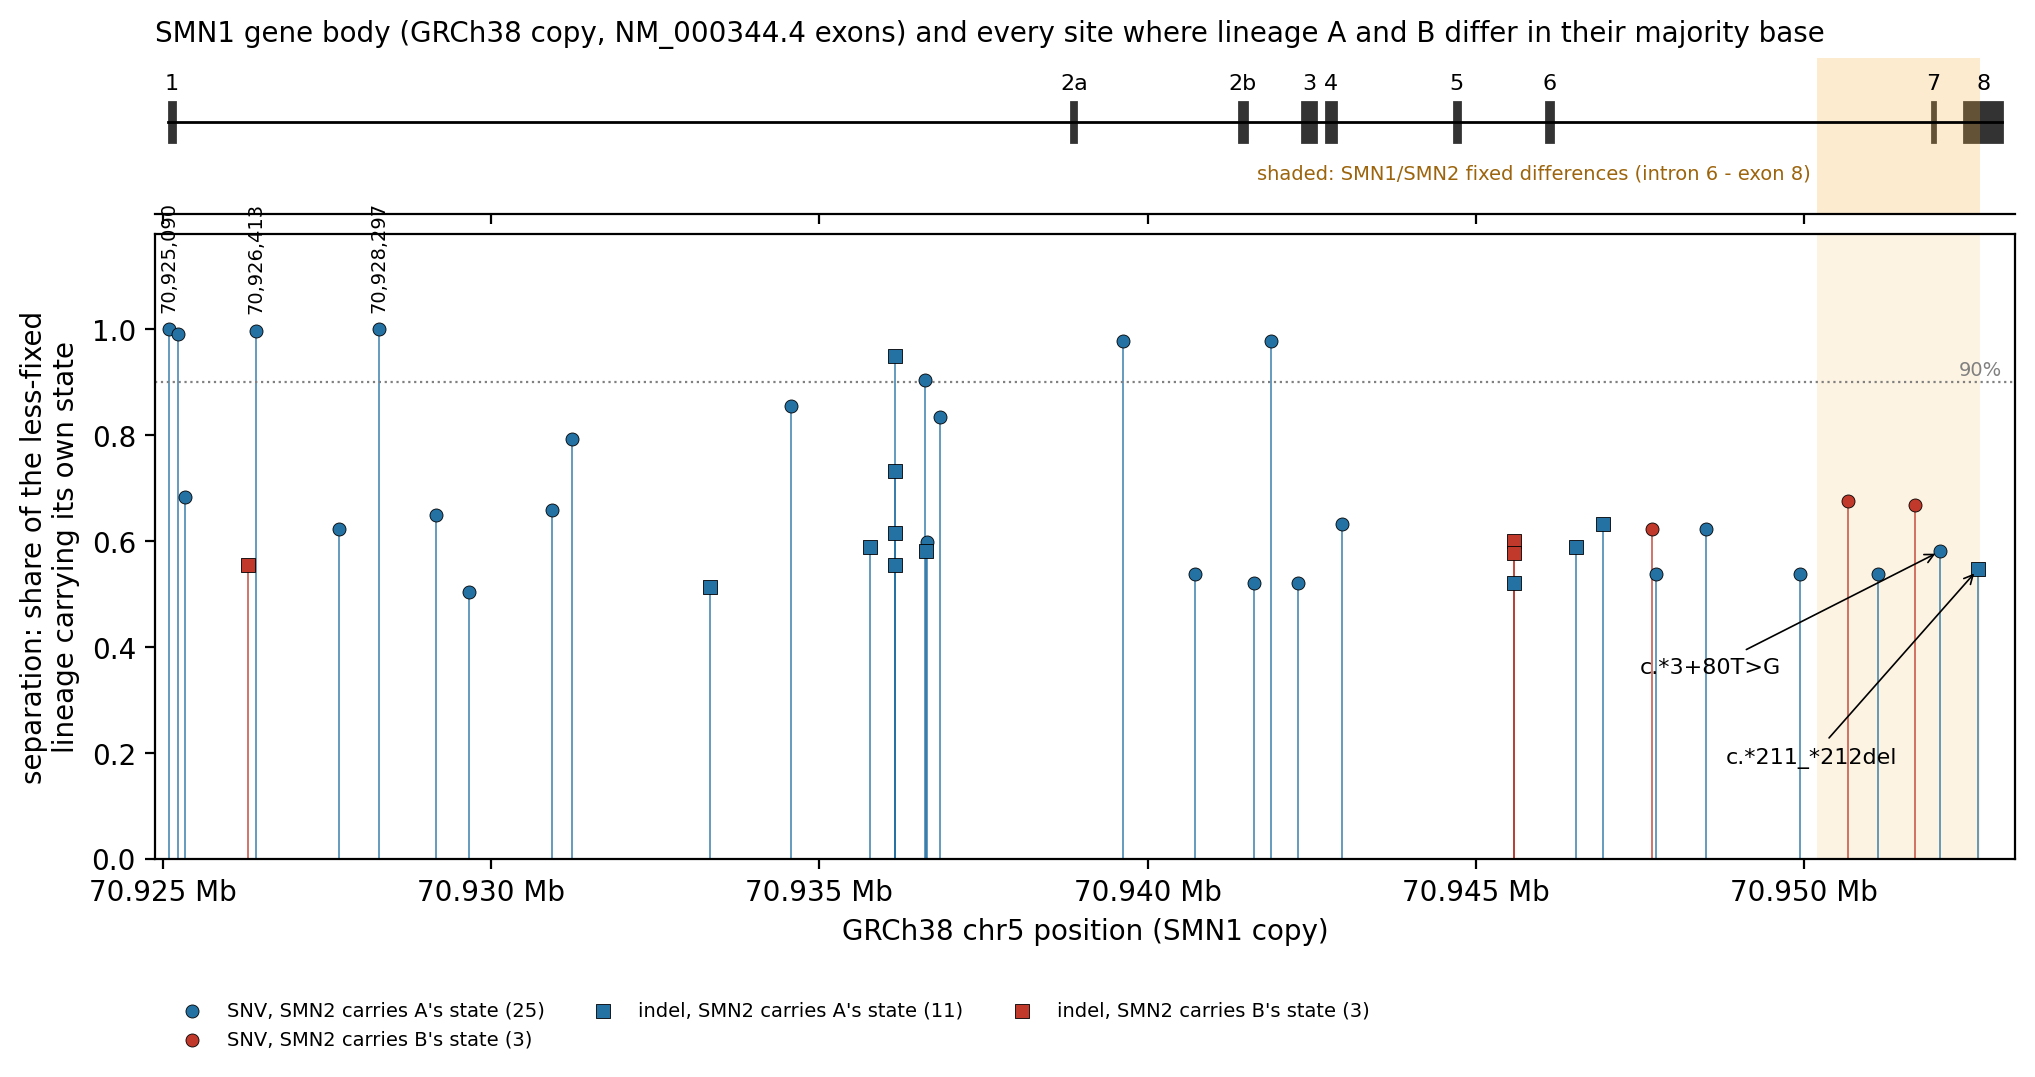 SMN1 gene body (GRCh38 copy, NM_000344.4 exons) and every site where lineage A and B differ in their majority base
1 2a 2b 3 4 5 6 7 8
shaded: SMN1/SMN2 fixed differences (intron 6 - exon 8)
70,925,090
70,926,413
70,928,297
separation: share of the less-fixed
lineage carrying its own state
1.0
0.8
0.6
0.4
0.2
0.0
90%
c.*3+80T>G
c.*211_*212del
70.925 Mb 70.930 Mb 70.935 Mb 70.940 Mb 70.945 Mb 70.950 Mb
GRCh38 chr5 position (SMN1 copy)
SNV, SMN2 carries A's state (25)
SNV, SMN2 carries B's state (3)
indel, SMN2 carries A's state (11)
indel, SMN2 carries B's state (3)